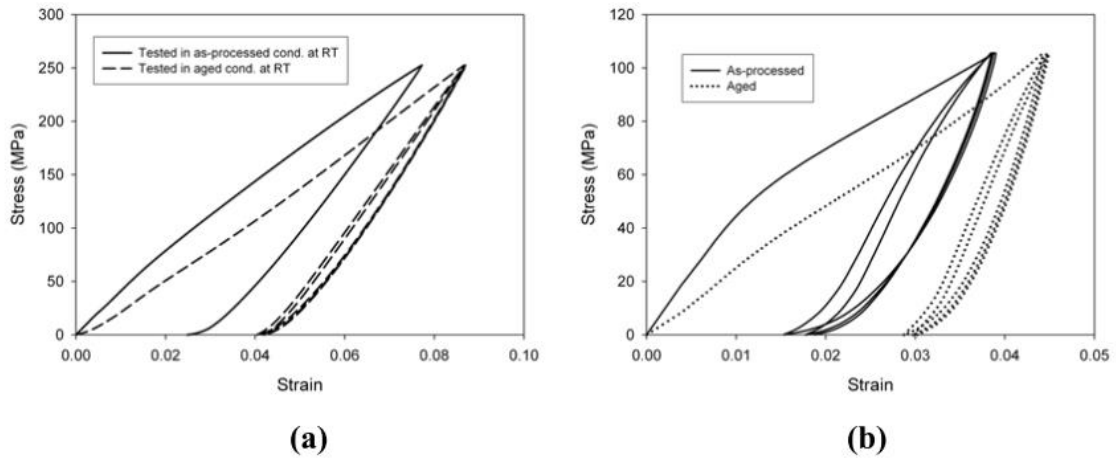 300
250
200
150
100
50
0
Stress (MPa)
Tested in as-processed cond. at RT
Tested in aged cond. at RT
0.00 0.02 0.04 0.06 0.08 0.10
Strain
(a)
120
100
80
60
40
20
0
Stress (MPa)
As-processed
Aged
0.00 0.01 0.02 0.03 0.04 0.05
Strain
(b)